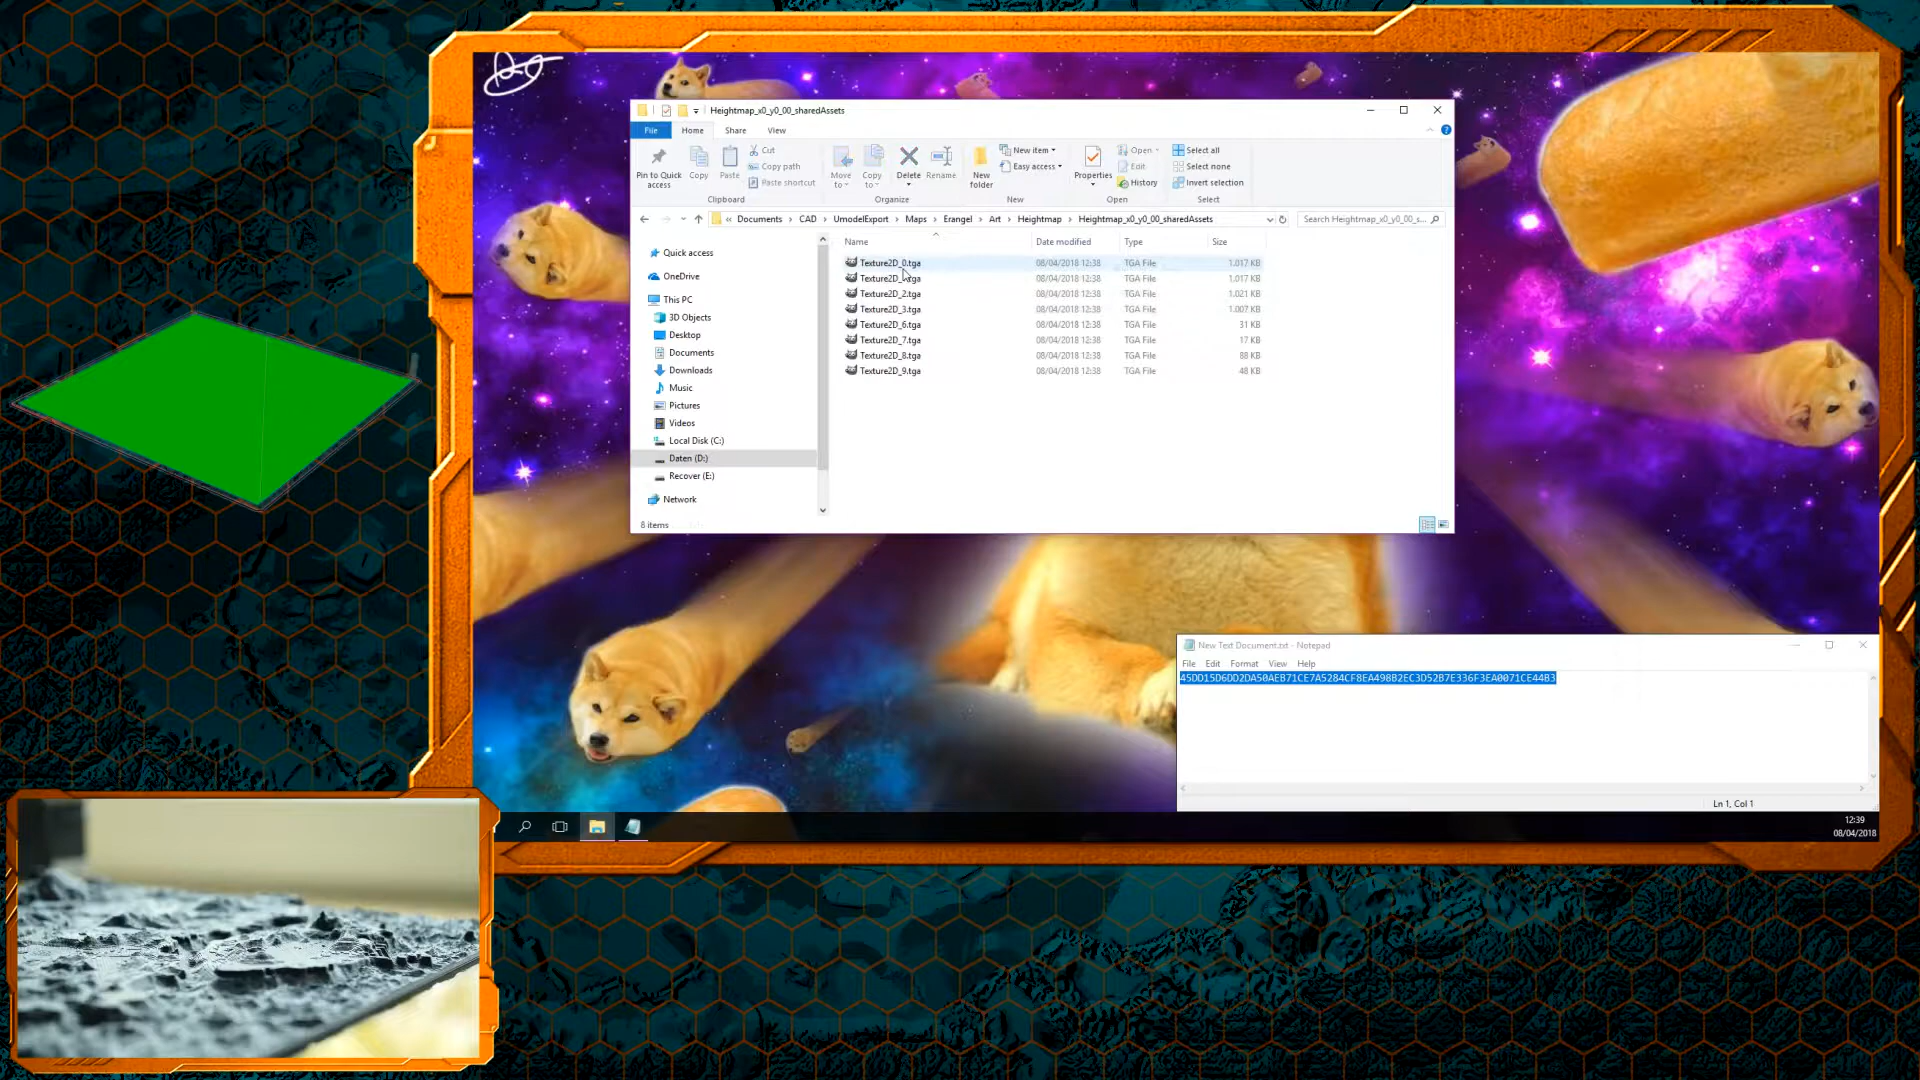 Heightmap_x0_y0_00_sharedAssets
File Home Share View
Pin to Quick access
Copy
Paste
Cut
Copy path
Paste shortcut
Clipboard
Move to
Copy to
Delete
Rename
Organize
New folder
New item
Easy access
New
Properties
Open
Edit
History
Open
Select all
Select none
Invert selection
Select
« Documents > CAD > UmodelExport > Maps > Erangel > Art > Heightmap > Heightmap_x0_y0_00_sharedAssets
Search Heightmap_x0_y0_00_s...
Name Date modified Type Size
Texture2D_0.tga 08/04/2018 12:38 TGA File 1.017 KB
08/04/2018 12:38 TGA File 1.017 KB
Texture2D_2.tga 08/04/2018 12:38 TGA File 1.021 KB
Texture2D_3.tga 08/04/2018 12:38 TGA File 1.007 KB
Texture2D_6.tga 08/04/2018 12:38 TGA File 31 KB
Texture2D_7.tga 08/04/2018 12:38 TGA File 17 KB
Texture2D_8.tga 08/04/2018 12:38 TGA File 88 KB
Texture2D_9.tga 08/04/2018 12:38 TGA File 48 KB
Quick access
OneDrive
This PC
3D Objects
Desktop
Documents
Downloads
Music
Pictures
Videos
Local Disk (C:)
Daten (D:)
Recover (E:)
Network
8 items
New Text Document.txt - Notepad
File Edit Format View Help
45DD15D6DD2DA50AEB71CE7A5284CF8EA498B2EC3D52B7E336F3EA0071CE44B3
Ln 1, Col 1
12:39
08/04/2018